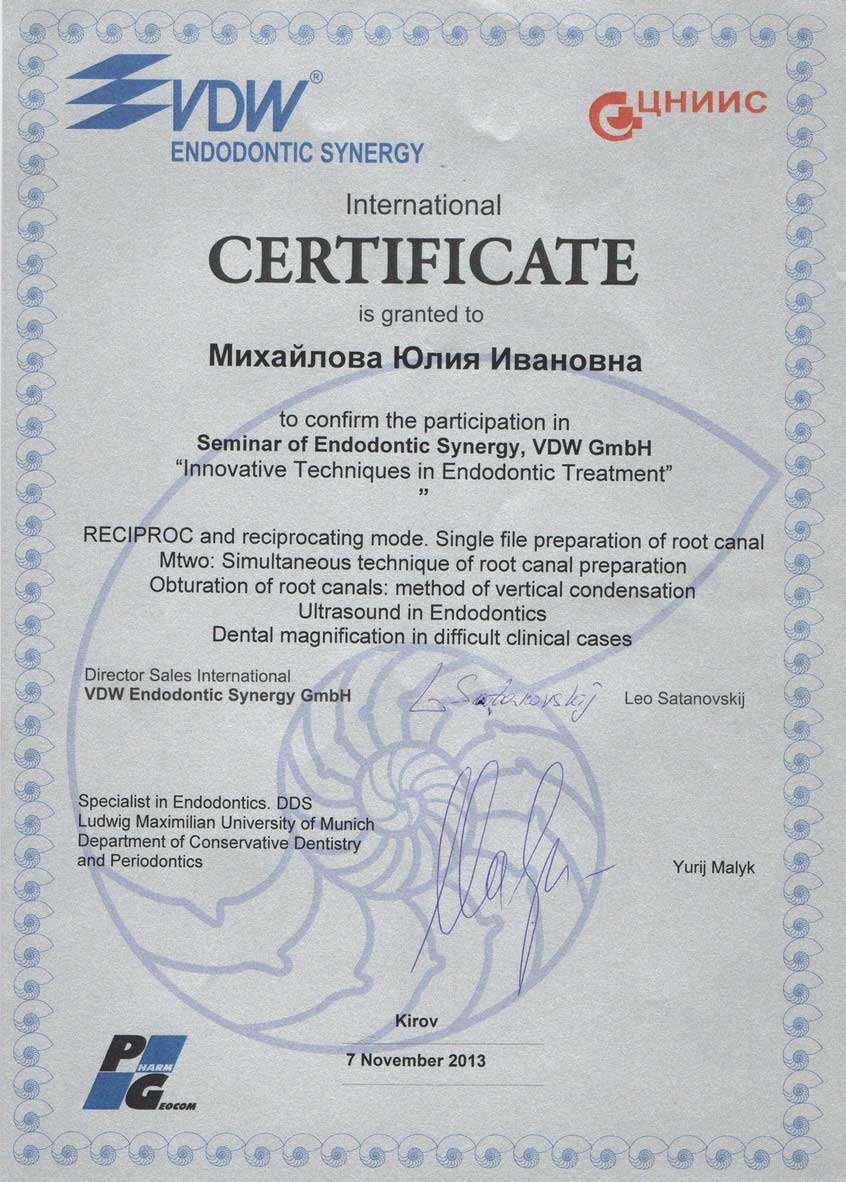 VDW®
ENDODONTIC SYNERGY
ЦНИИС
International
CERTIFICATE
is granted to
Михайлова Юлия Ивановна
to confirm the participation in
Seminar of Endodontic Synergy, VDW GmbH
“Innovative Techniques in Endodontic Treatment”
”
RECIPROC and reciprocating mode. Single file preparation of root canal
Mtwo: Simultaneous technique of root canal preparation
Obturation of root canals: method of vertical condensation
Ultrasound in Endodontics
Dental magnification in difficult clinical cases
Director Sales International
VDW Endodontic Synergy GmbH
L Satanovskij
Leo Satanovskij
Specialist in Endodontics. DDS
Ludwig Maximilian University of Munich
Department of Conservative Dentistry
and Periodontics
Yurij Malyk
Kirov
7 November 2013
PHARM
GEOCOM